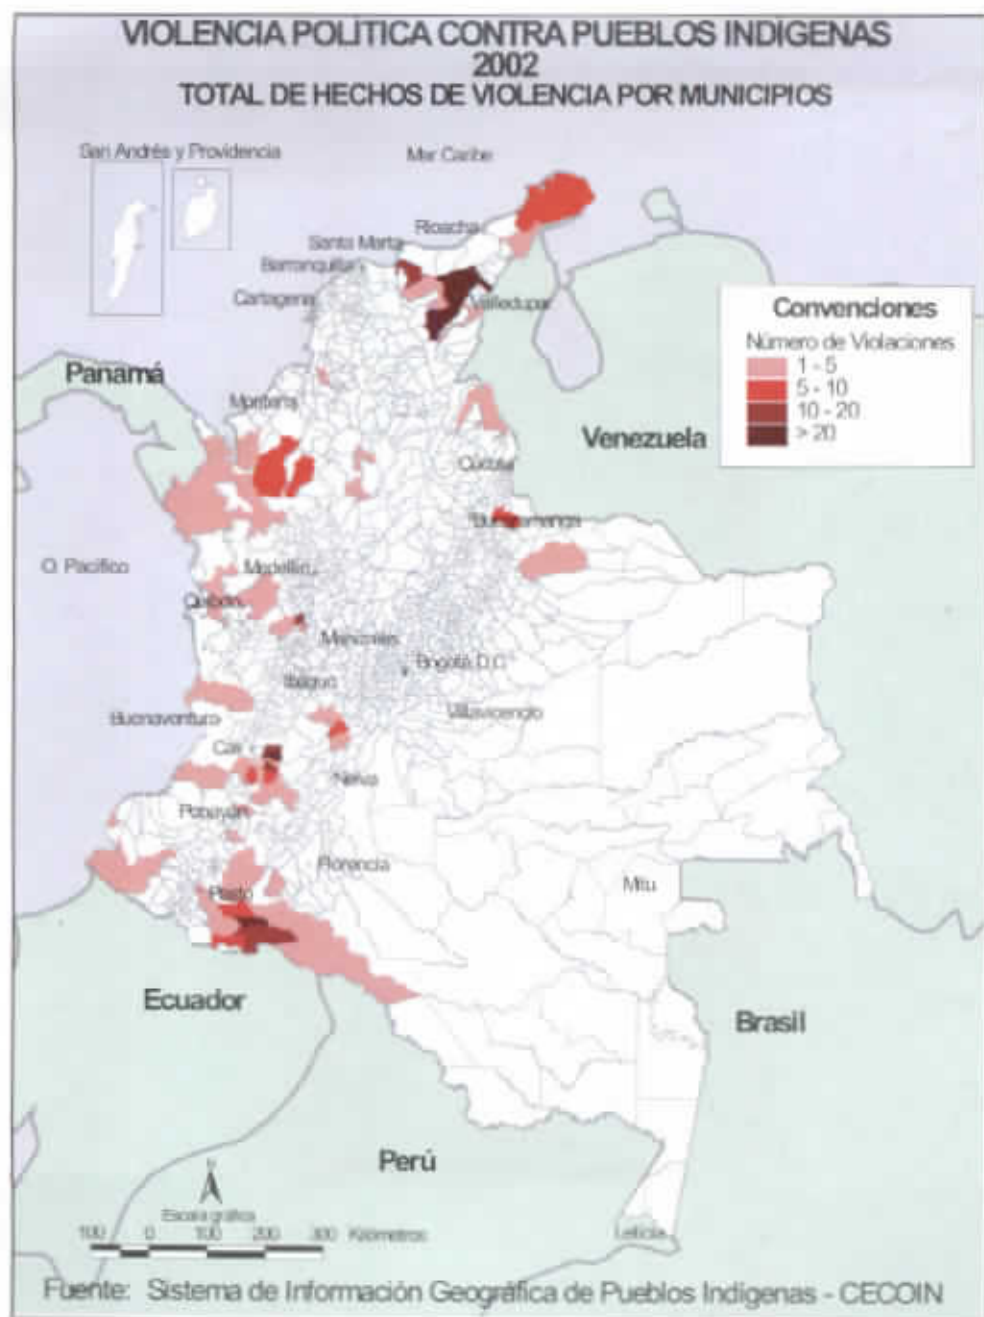 VIOLENCIA POLÍTICA CONTRA PUEBLOS INDIGENAS
2002
TOTAL DE HECHOS DE VIOLENCIA POR MUNICIPIOS
San Andrés y Providencia
Mar Caribe
Rioacha
Santa Marta
Barranquilla
Cartagena
Valledupar
Convenciones
Número de Violaciones
1 - 5
5 - 10
10 - 20
> 20
Panamá
Montería
Venezuela
Cúcuta
Bucaramanga
O. Pacífico
Medellín
Quibdó
Manizales
Bogotá D.C
Ibagué
Buenaventura
Villavicencio
Cali
Neiva
Popayán
Florencia
Mitu
Pasto
Ecuador
Brasil
Perú
N
Escala gráfica
100 0 100 200 300 Kilómetros
Leticia
Fuente: Sistema de Información Geográfica de Pueblos Indígenas - CECOIN